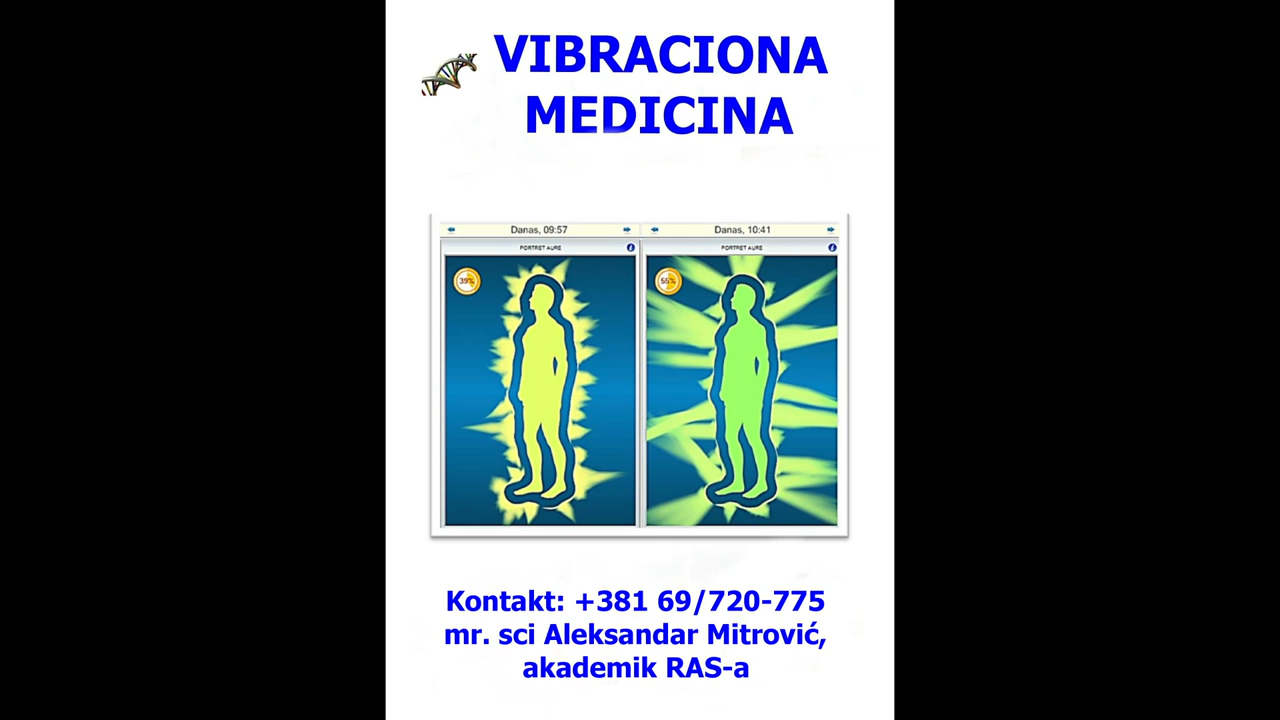 VIBRACIONA
MEDICINA
Danas, 09:57
Danas, 10:41
PORTRET AURE
PORTRET AURE
39%
55%
Kontakt: +381 69/720-775
mr. sci Aleksandar Mitrović,
akademik RAS-a